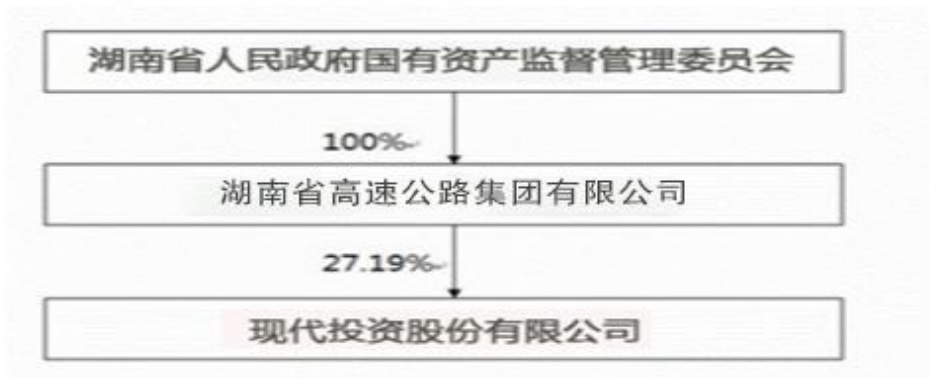 湖南省人民政府国有资产监督管理委员会
100%
湖南省高速公路集团有限公司
27.19%
现代投资股份有限公司